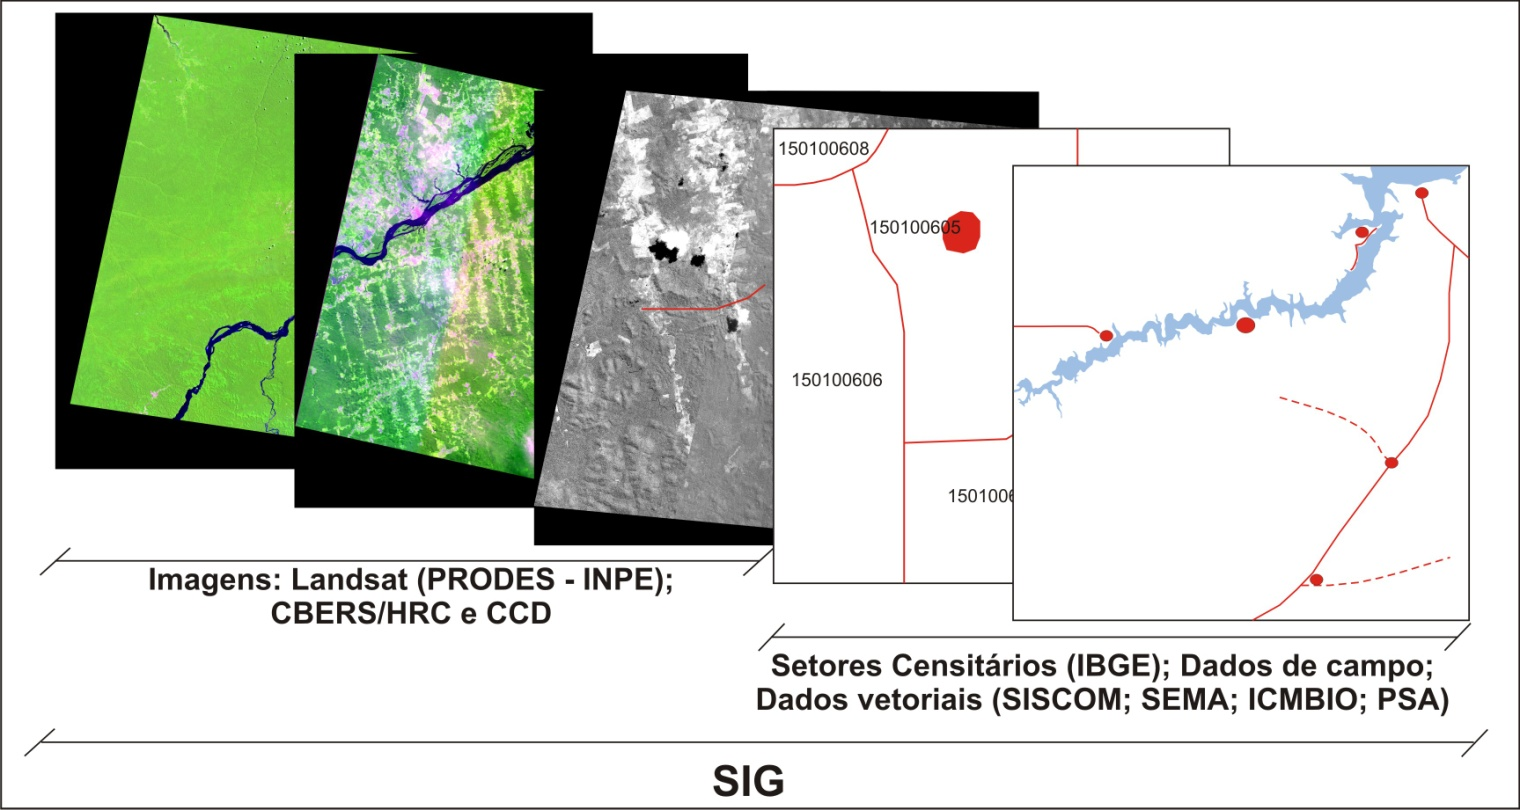 150100608
150100605
150100606
1501006
Imagens: Landsat (PRODES - INPE);
CBERS/HRC e CCD
Setores Censitários (IBGE); Dados de campo;
Dados vetoriais (SISCOM; SEMA; ICMBIO; PSA)
SIG